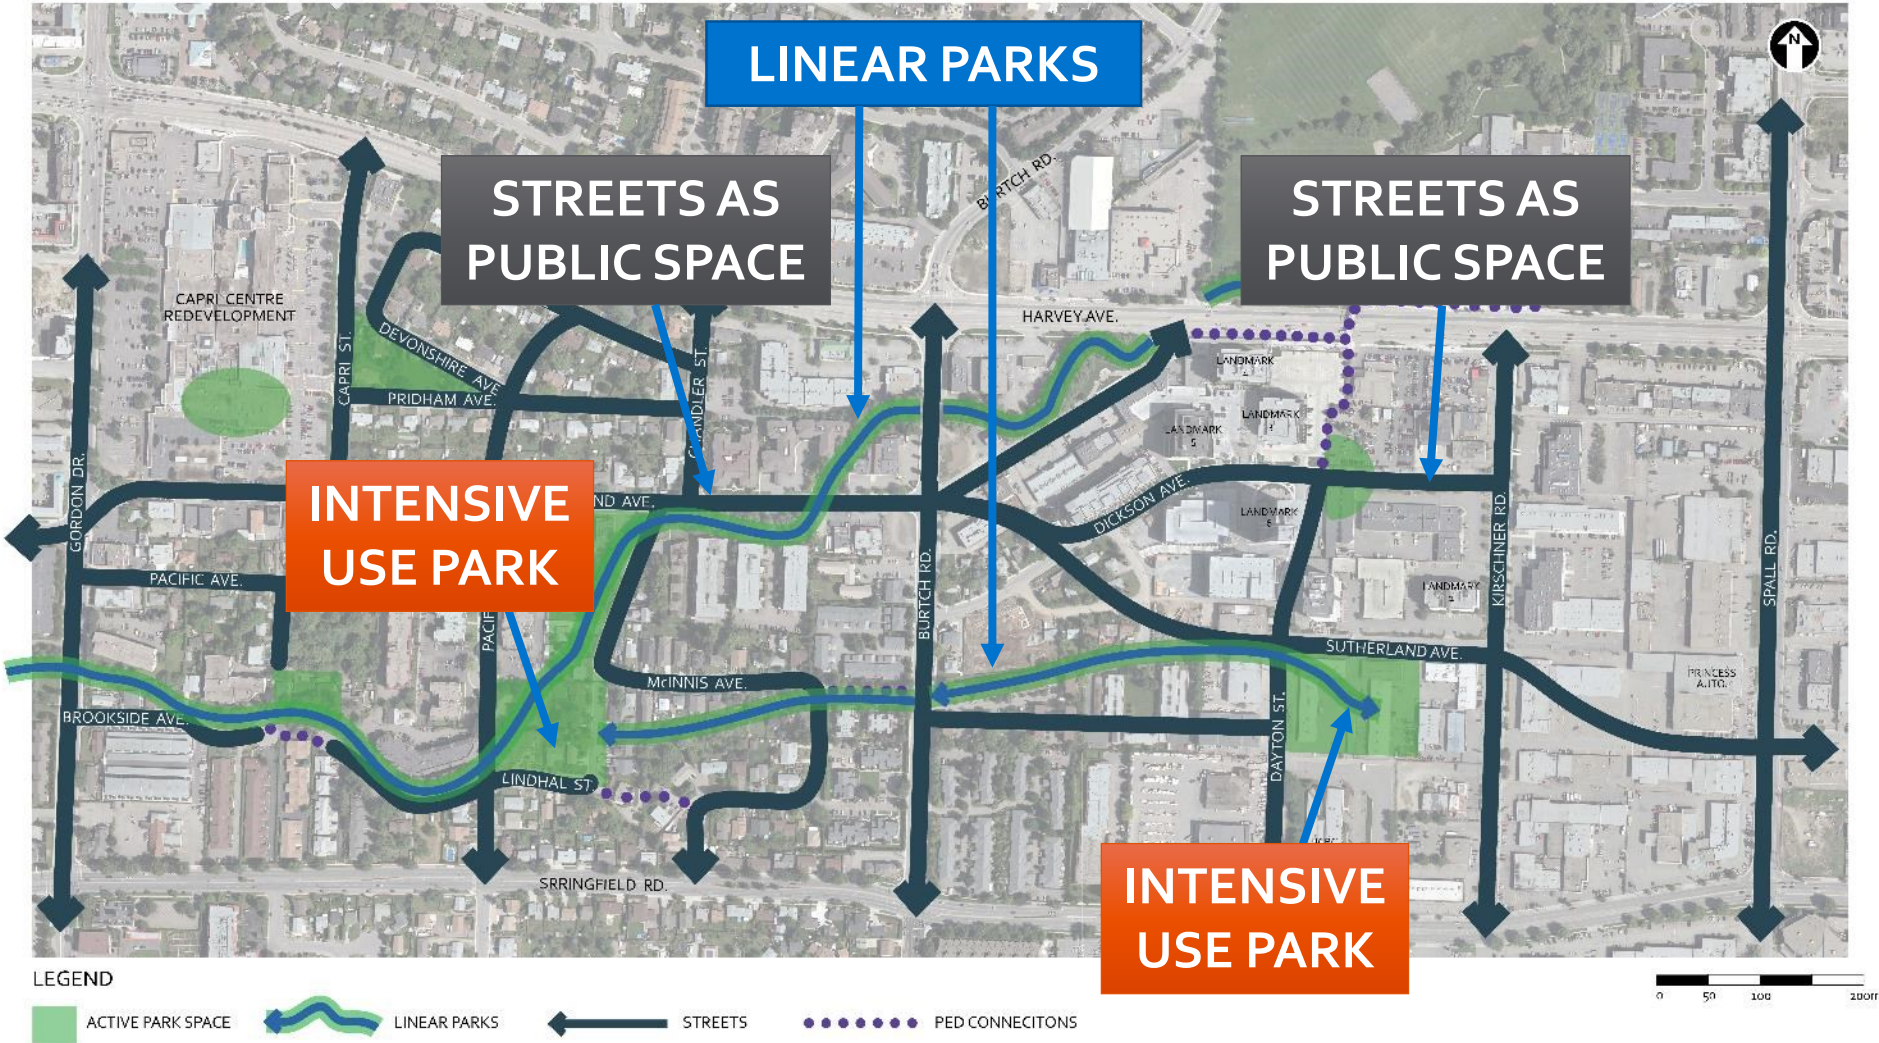 LINEAR PARKS
STREETS AS
PUBLIC SPACE
STREETS AS
PUBLIC SPACE
BURTCH RD.
CAPRI CENTRE
REDEVELOPMENT
HARVEY AVE.
CAPRI ST.
DEVONSHIRE AVE
PRIDHAM AVE.
CHANDLER ST.
LANDMARK
LANDMARK
3
LANDMARK
5
GORDON DR.
INTENSIVE
USE PARK
ND AVE.
DICKSON AVE.
LANDMARK
6
KIRSCHNER RD.
SPALL RD.
PACIFIC AVE.
BURTCH RD.
LANDMARK
PACIF
SUTHERLAND AVE.
McINNIS AVE.
PRINCESS
AUTO.
BROOKSIDE AVE.
DAYTON ST.
LINDHAL ST.
SRRINGFIELD RD.
INTENSIVE
USE PARK
LEGEND
ACTIVE PARK SPACE
LINEAR PARKS
STREETS
PED CONNECITONS
0 50 100 200m
N